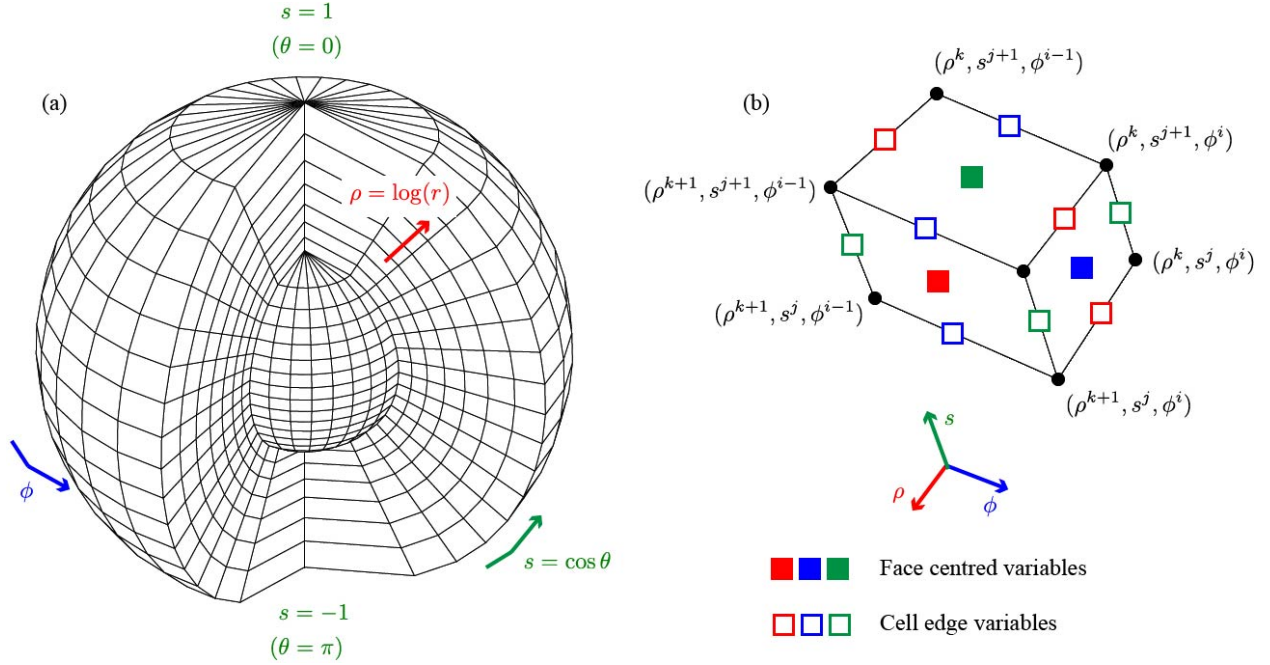 s = 1
(θ = 0)
(a)
ρ = log(r)
ϕ
s = cos θ
s = −1
(θ = π)
(b)
(ρ^k, s^{j+1}, ϕ^{i−1})
(ρ^k, s^{j+1}, ϕ^i)
(ρ^{k+1}, s^{j+1}, ϕ^{i−1})
(ρ^k, s^j, ϕ^i)
(ρ^{k+1}, s^j, ϕ^{i−1})
(ρ^{k+1}, s^j, ϕ^i)
s
ρ
ϕ
Face centred variables
Cell edge variables